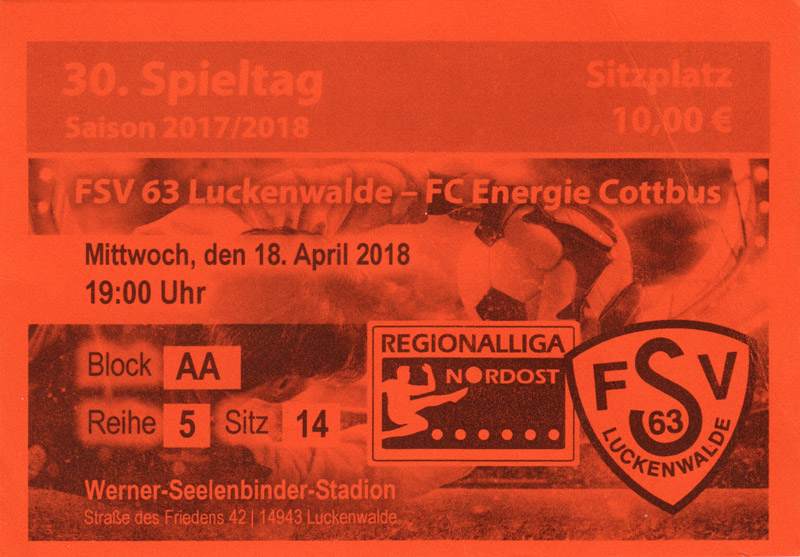 30. Spieltag
Sitzplatz
Saison 2017/2018
10,00 €
FSV 63 Luckenwalde – FC Energie Cottbus
Mittwoch, den 18. April 2018
19:00 Uhr
Block AA
Reihe 5 Sitz 14
REGIONALLIGA
NORDOST
FSV
63
LUCKENWALDE
Werner-Seelenbinder-Stadion
Straße des Friedens 42 | 14943 Luckenwalde